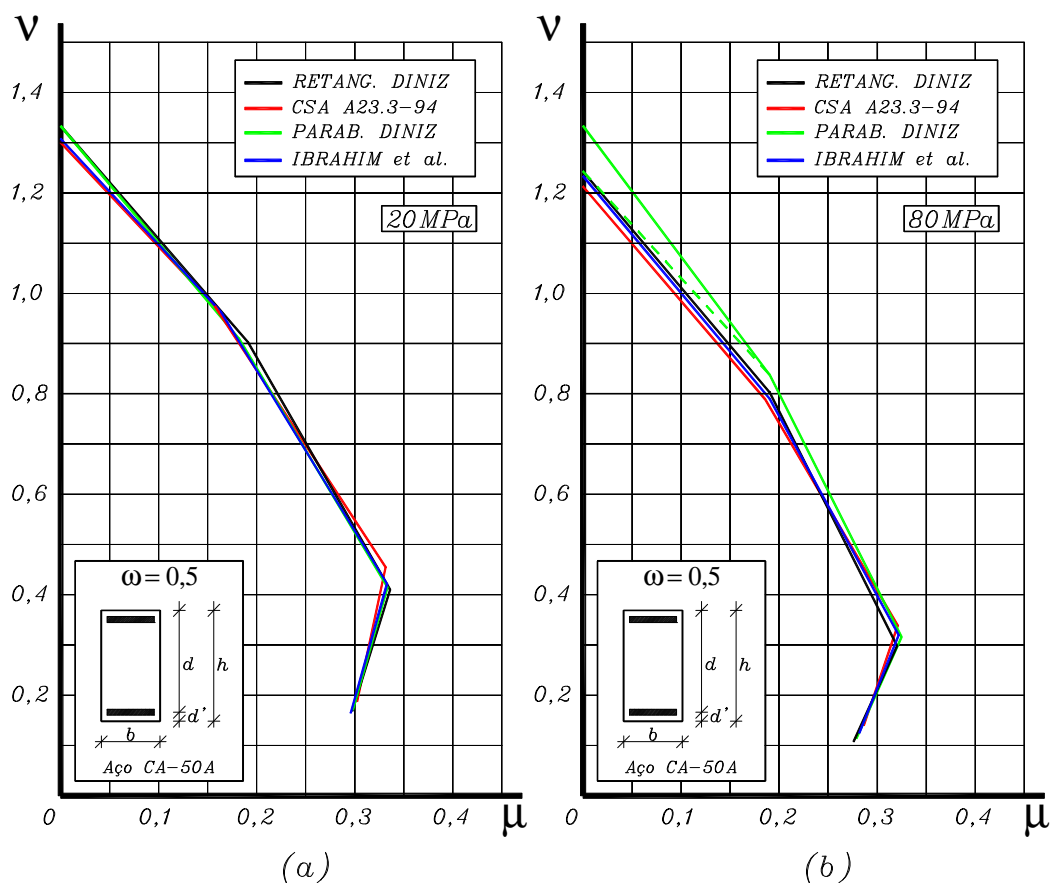 ν
1,4
1,2
1,0
0,8
0,6
0,4
0,2
0
0,1
0,2
0,3
0,4
μ
RETANG. DINIZ
CSA A23.3-94
PARAB. DINIZ
IBRAHIM et al.
20 MPa
ω = 0,5
d
h
d'
b
Aço CA-50A
(a)
ν
1,4
1,2
1,0
0,8
0,6
0,4
0,2
0
0,1
0,2
0,3
0,4
μ
RETANG. DINIZ
CSA A23.3-94
PARAB. DINIZ
IBRAHIM et al.
80 MPa
ω = 0,5
d
h
d'
b
Aço CA-50A
(b)